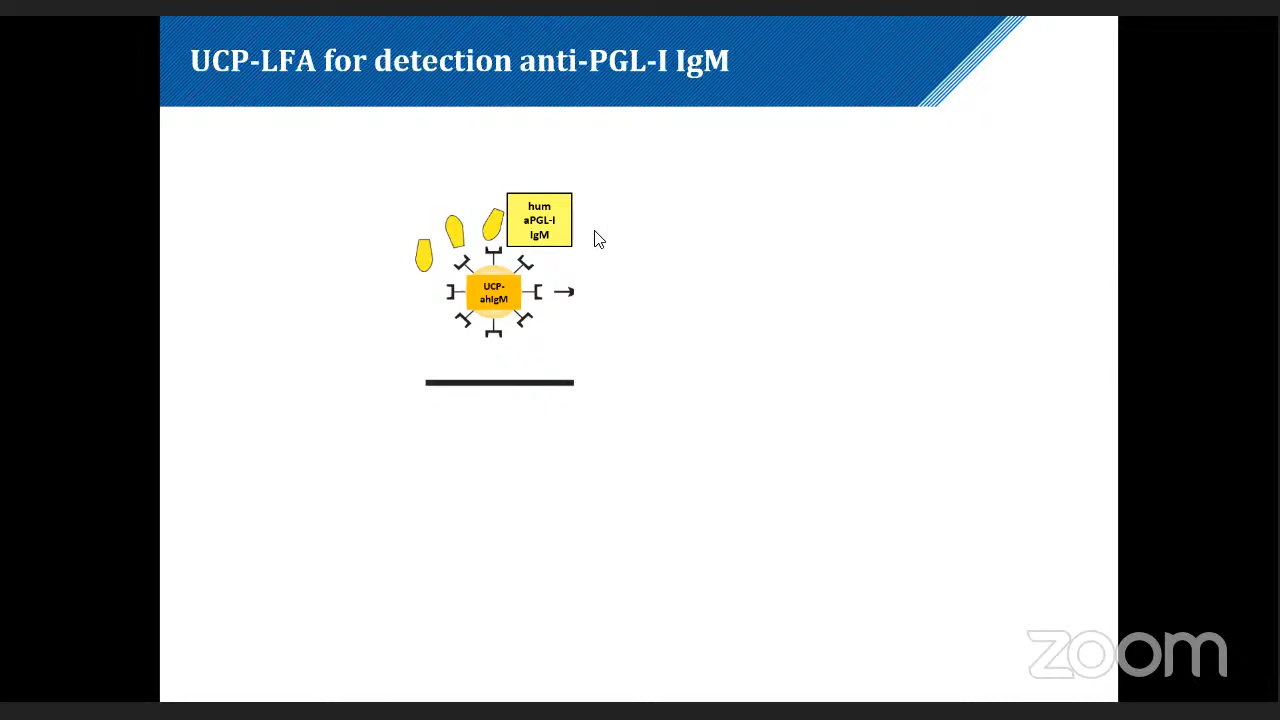 UCP-LFA for detection anti-PGL-I IgM
hum
aPGL-I
IgM
UCP-
ahIgM
zoom